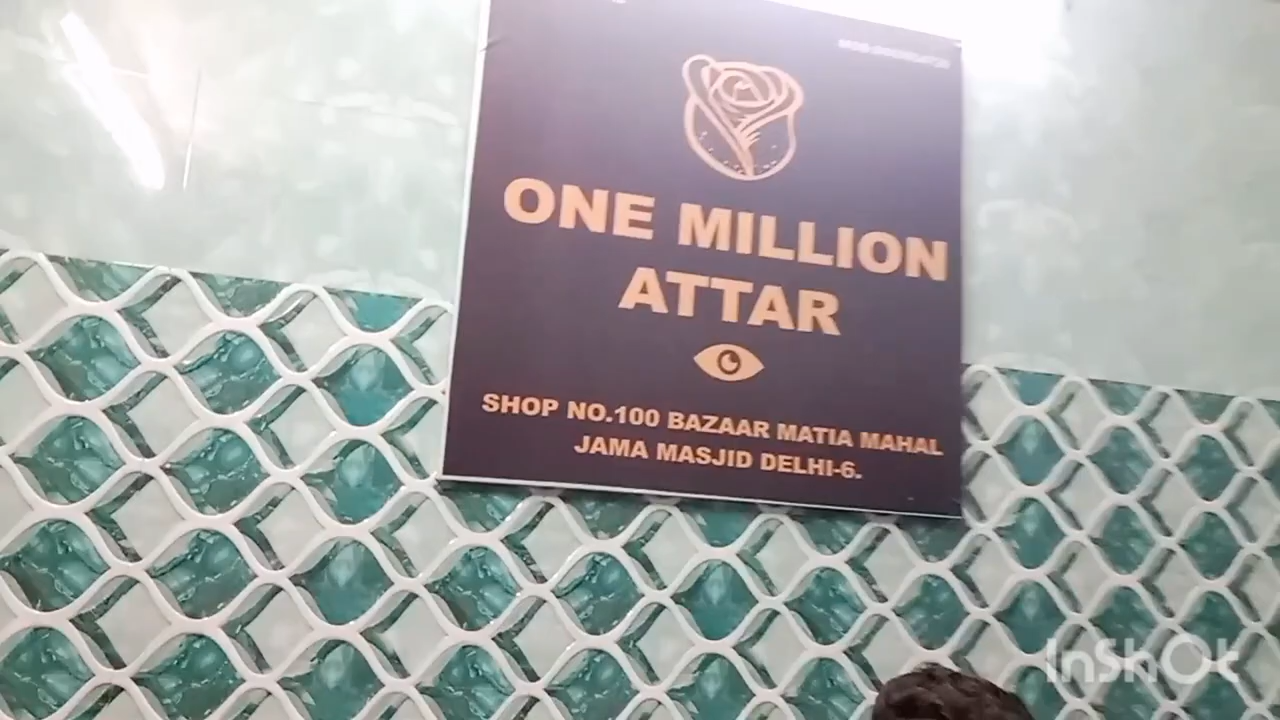 ONE MILLION
ATTAR
SHOP NO.100 BAZAAR MATIA MAHAL
JAMA MASJID DELHI-6.
InShOt